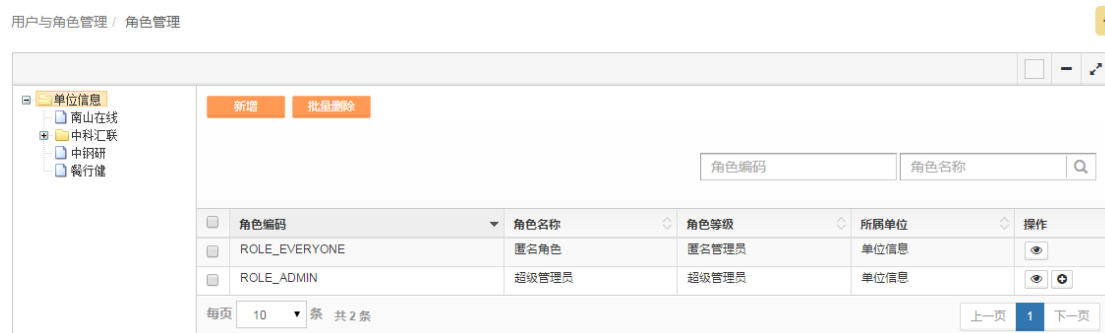 用户与角色管理 / 角色管理
单位信息
南山在线
中科汇联
中钢研
餐行健
新增 批量删除
角色编码 角色名称
角色编码 角色名称 角色等级 所属单位 操作
ROLE_EVERYONE 匿名角色 匿名管理员 单位信息
ROLE_ADMIN 超级管理员 超级管理员 单位信息
每页 10 条 共 2 条 上一页 1 下一页